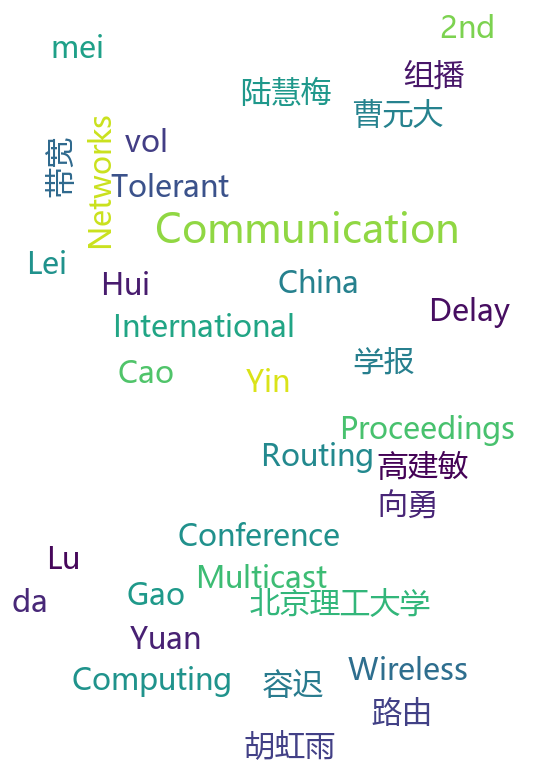 2nd
mei
组播
陆慧梅
曹元大
vol
带宽
Networks
Tolerant
Communication
Lei
Hui
China
Delay
International
学报
Cao
Yin
Proceedings
Routing
高建敏
向勇
Conference
Lu
Multicast
da
Gao
北京理工大学
Yuan
Computing
容迟
Wireless
路由
胡虹雨